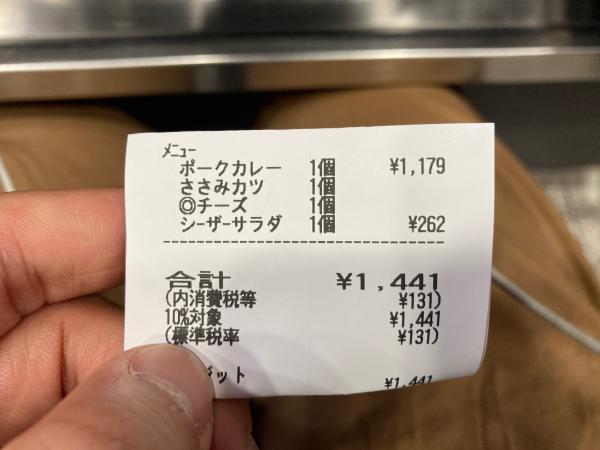 メニュー
ポークカレー 1個 ¥1,179
ささみカツ 1個
◎チーズ 1個
シーザーサラダ 1個 ¥262
合計 ¥1,441
(内消費税等 ¥131)
10%対象 ¥1,441
(標準税率 ¥131)
ジット ¥1,441